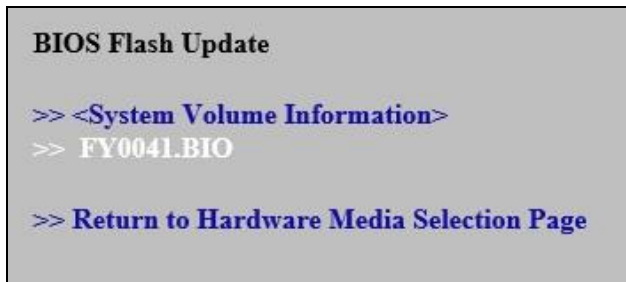 BIOS Flash Update
>> <System Volume Information>
>> FY0041.BIO
>> Return to Hardware Media Selection Page